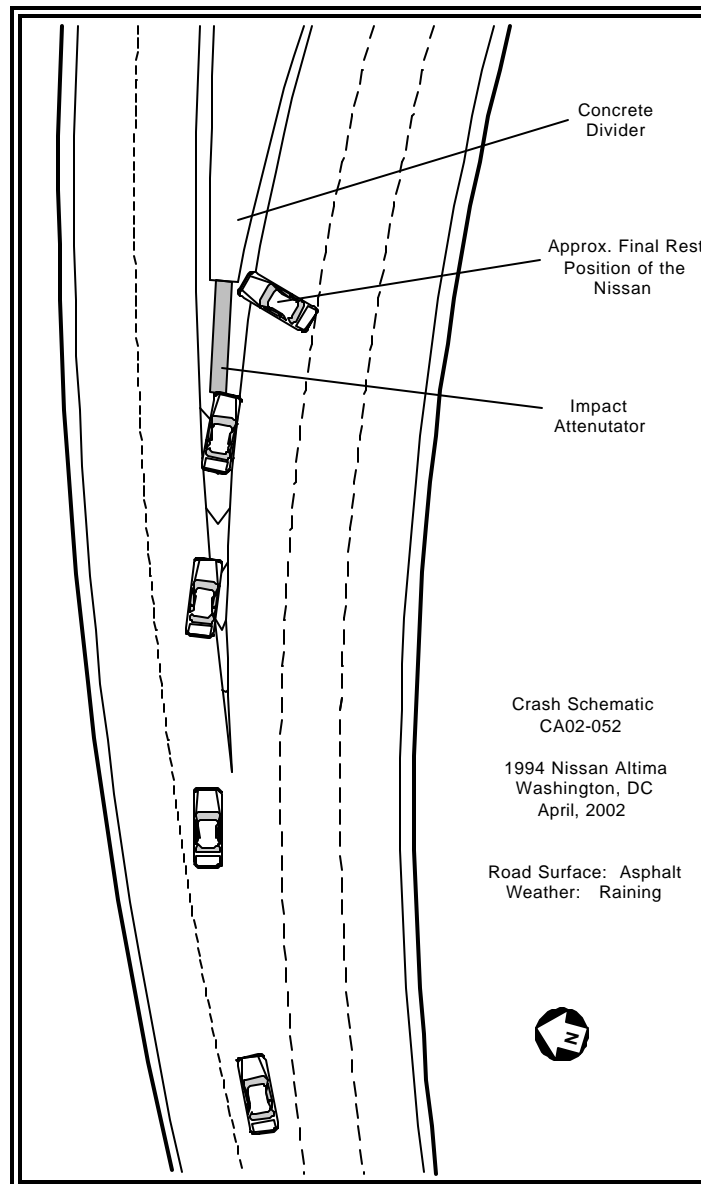 Concrete
Divider
Approx. Final Rest
Position of the
Nissan
Impact
Attenutator
Crash Schematic
CA02-052
1994 Nissan Altima
Washington, DC
April, 2002
Road Surface: Asphalt
Weather: Raining
N